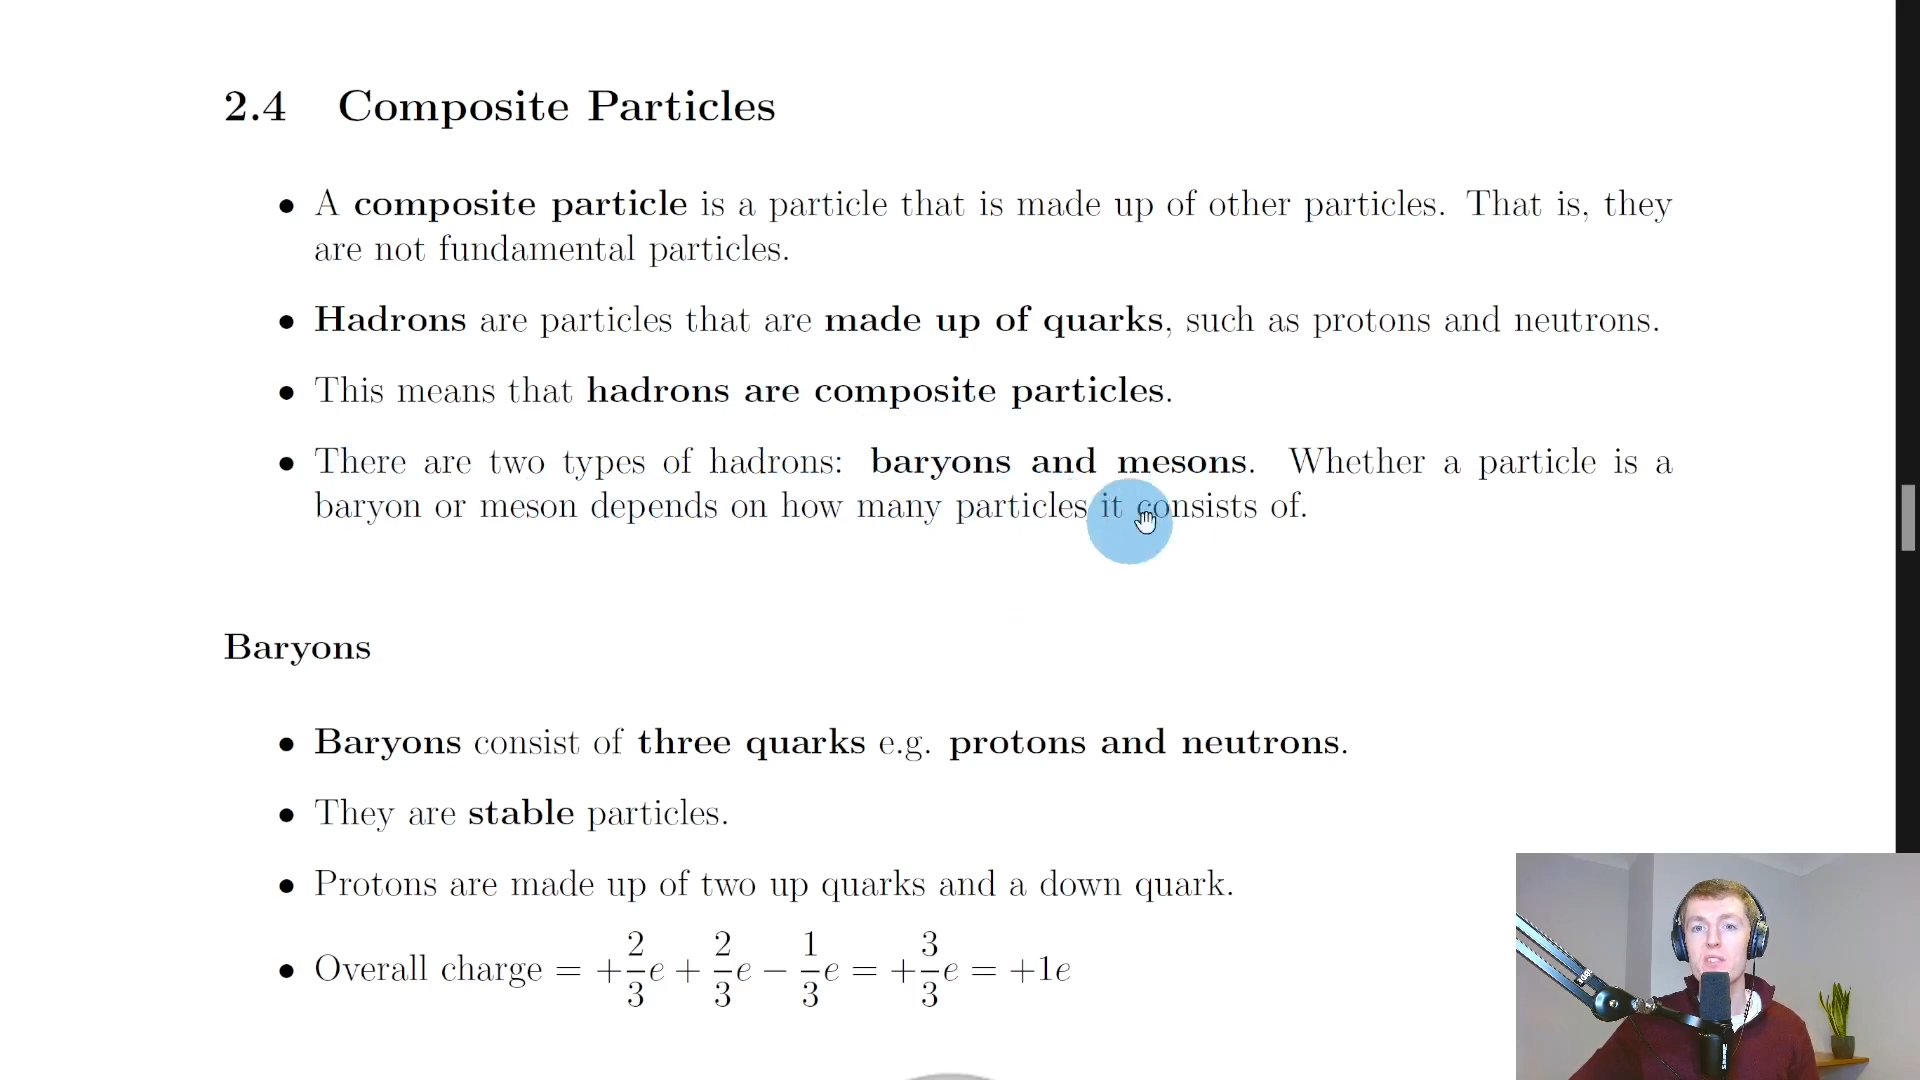 2.4 Composite Particles
• A composite particle is a particle that is made up of other particles. That is, they
are not fundamental particles.
• Hadrons are particles that are made up of quarks, such as protons and neutrons.
• This means that hadrons are composite particles.
• There are two types of hadrons: baryons and mesons. Whether a particle is a
baryon or meson depends on how many particles it consists of.
Baryons
• Baryons consist of three quarks e.g. protons and neutrons.
• They are stable particles.
• Protons are made up of two up quarks and a down quark.
• Overall charge = +2/3e + 2/3e − 1/3e = +3/3e = +1e